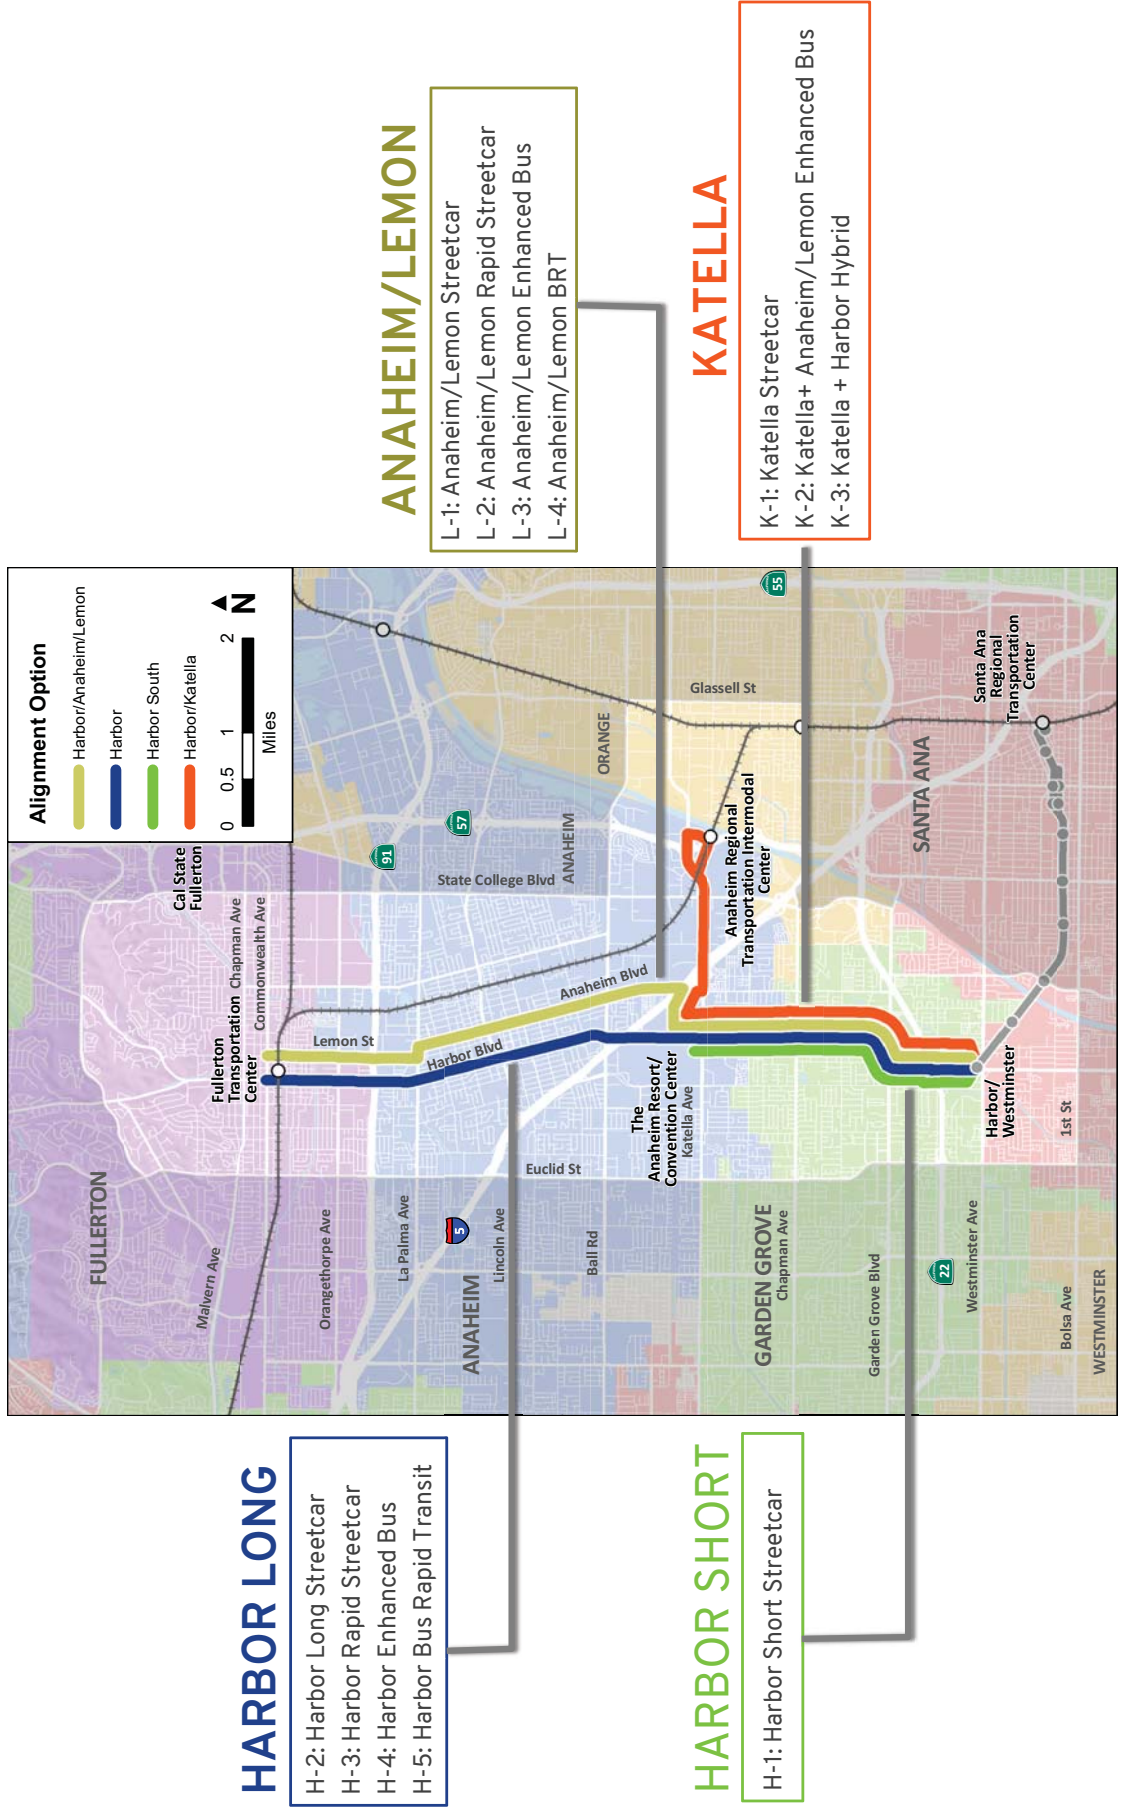 HARBOR LONG
H-2: Harbor Long Streetcar
H-3: Harbor Rapid Streetcar
H-4: Harbor Enhanced Bus
H-5: Harbor Bus Rapid Transit
HARBOR SHORT
H-1: Harbor Short Streetcar
ANAHEIM/LEMON
L-1: Anaheim/Lemon Streetcar
L-2: Anaheim/Lemon Rapid Streetcar
L-3: Anaheim/Lemon Enhanced Bus
L-4: Anaheim/Lemon BRT
KATELLA
K-1: Katella Streetcar
K-2: Katella+ Anaheim/Lemon Enhanced Bus
K-3: Katella + Harbor Hybrid
Alignment Option
Harbor/Anaheim/Lemon
Harbor
Harbor South
Harbor/Katella
0 0.5 1 2
Miles
N
FULLERTON
Malvern Ave
Fullerton
Transportation
Center
Chapman Ave
Commonwealth Ave
Cal State
Fullerton
Orangethorpe Ave
Lemon St
91
La Palma Ave
Harbor Blvd
State College Blvd
57
5
ANAHEIM
Lincoln Ave
Euclid St
Anaheim Blvd
ANAHEIM
ORANGE
Ball Rd
The
Anaheim Resort/
Convention Center
Katella Ave
Glassell St
Anaheim Regional
Transportation Intermodal
Center
55
GARDEN GROVE
Chapman Ave
Garden Grove Blvd
SANTA ANA
22
Westminster Ave
Harbor/
Westminster
Santa Ana
Regional
Transportation
Center
Bolsa Ave
1st St
WESTMINSTER